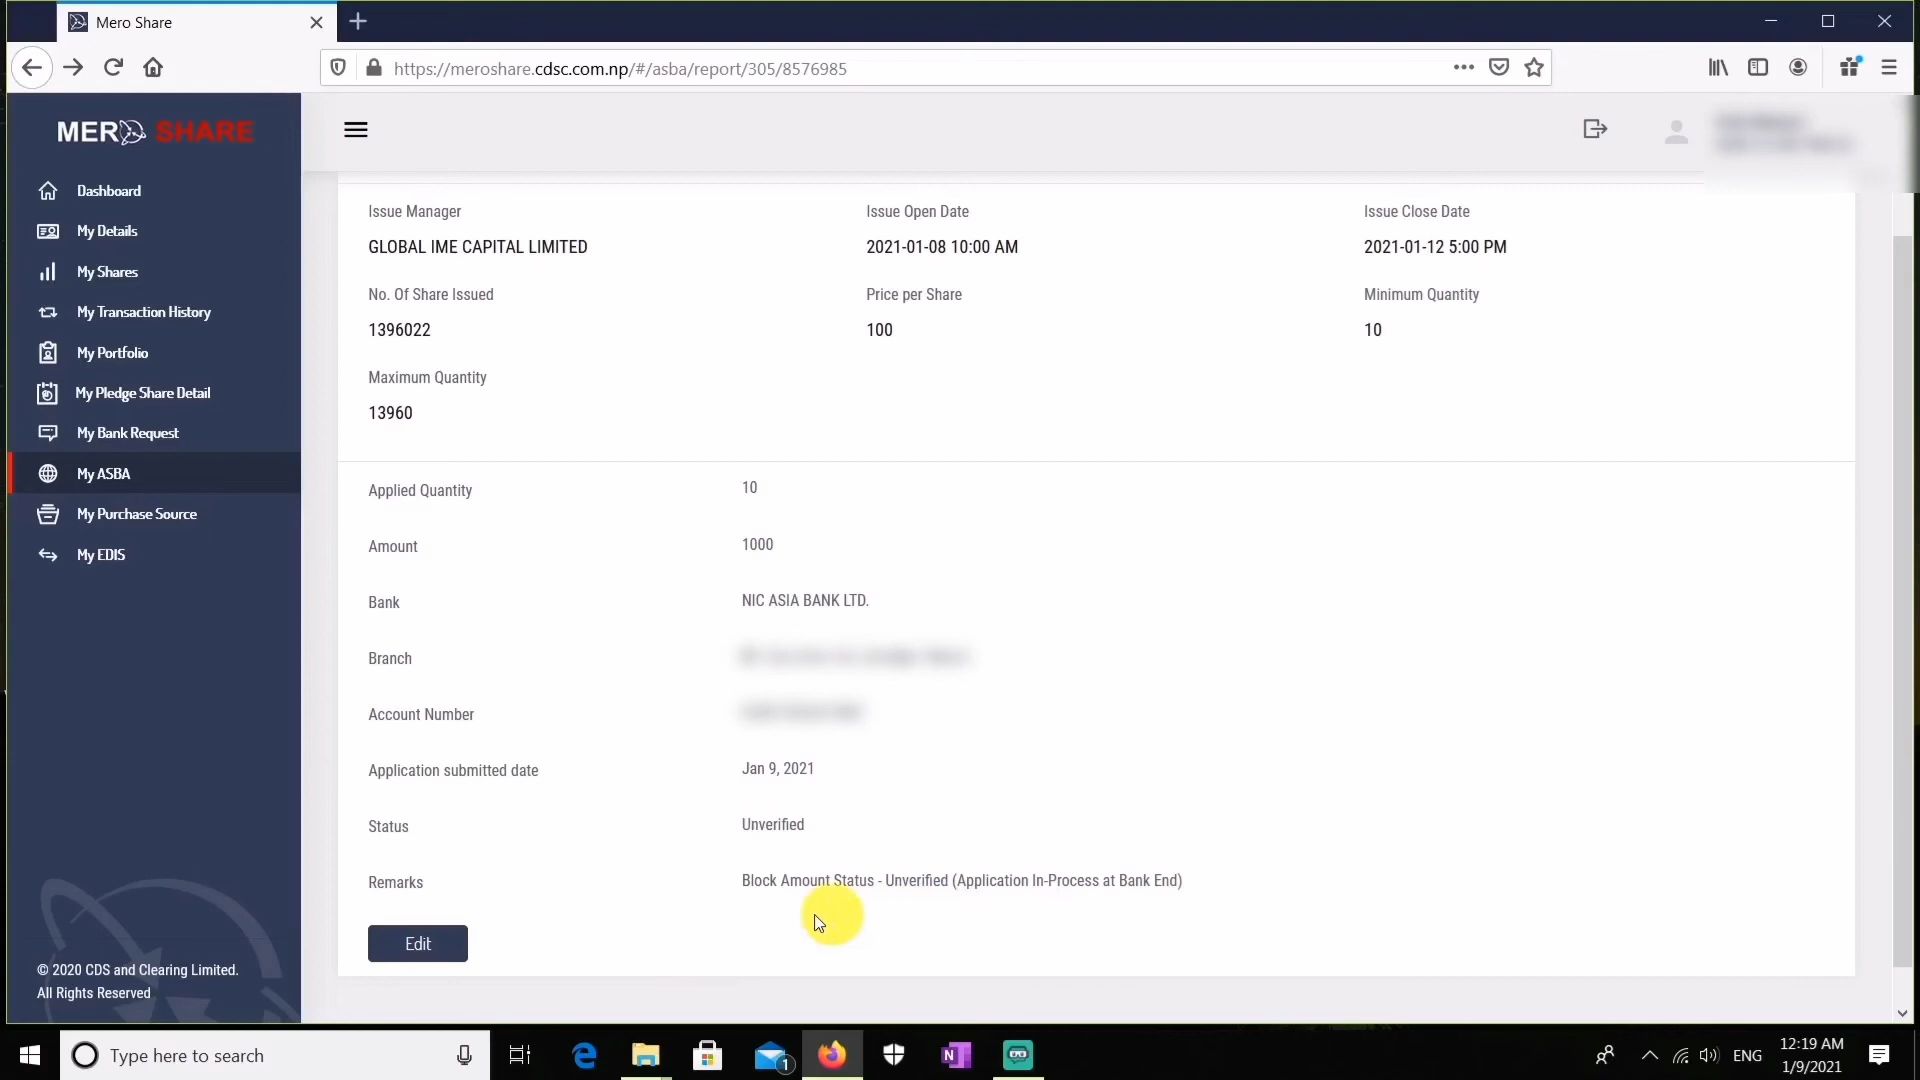 Mero Share
https://meroshare.cdsc.com.np/#/asba/report/305/8576985
MERO SHARE
Dashboard
My Details
My Shares
My Transaction History
My Portfolio
My Pledge Share Detail
My Bank Request
My ASBA
My Purchase Source
My EDIS
© 2020 CDS and Clearing Limited.
All Rights Reserved
Issue Manager Issue Open Date Issue Close Date
GLOBAL IME CAPITAL LIMITED 2021-01-08 10:00 AM 2021-01-12 5:00 PM
No. Of Share Issued Price per Share Minimum Quantity
1396022 100 10
Maximum Quantity
13960
Applied Quantity 10
Amount 1000
Bank NIC ASIA BANK LTD.
Branch
Account Number
Application submitted date Jan 9, 2021
Status Unverified
Remarks Block Amount Status - Unverified (Application In-Process at Bank End)
Edit
Type here to search
1
N
ENG
12:19 AM
1/9/2021